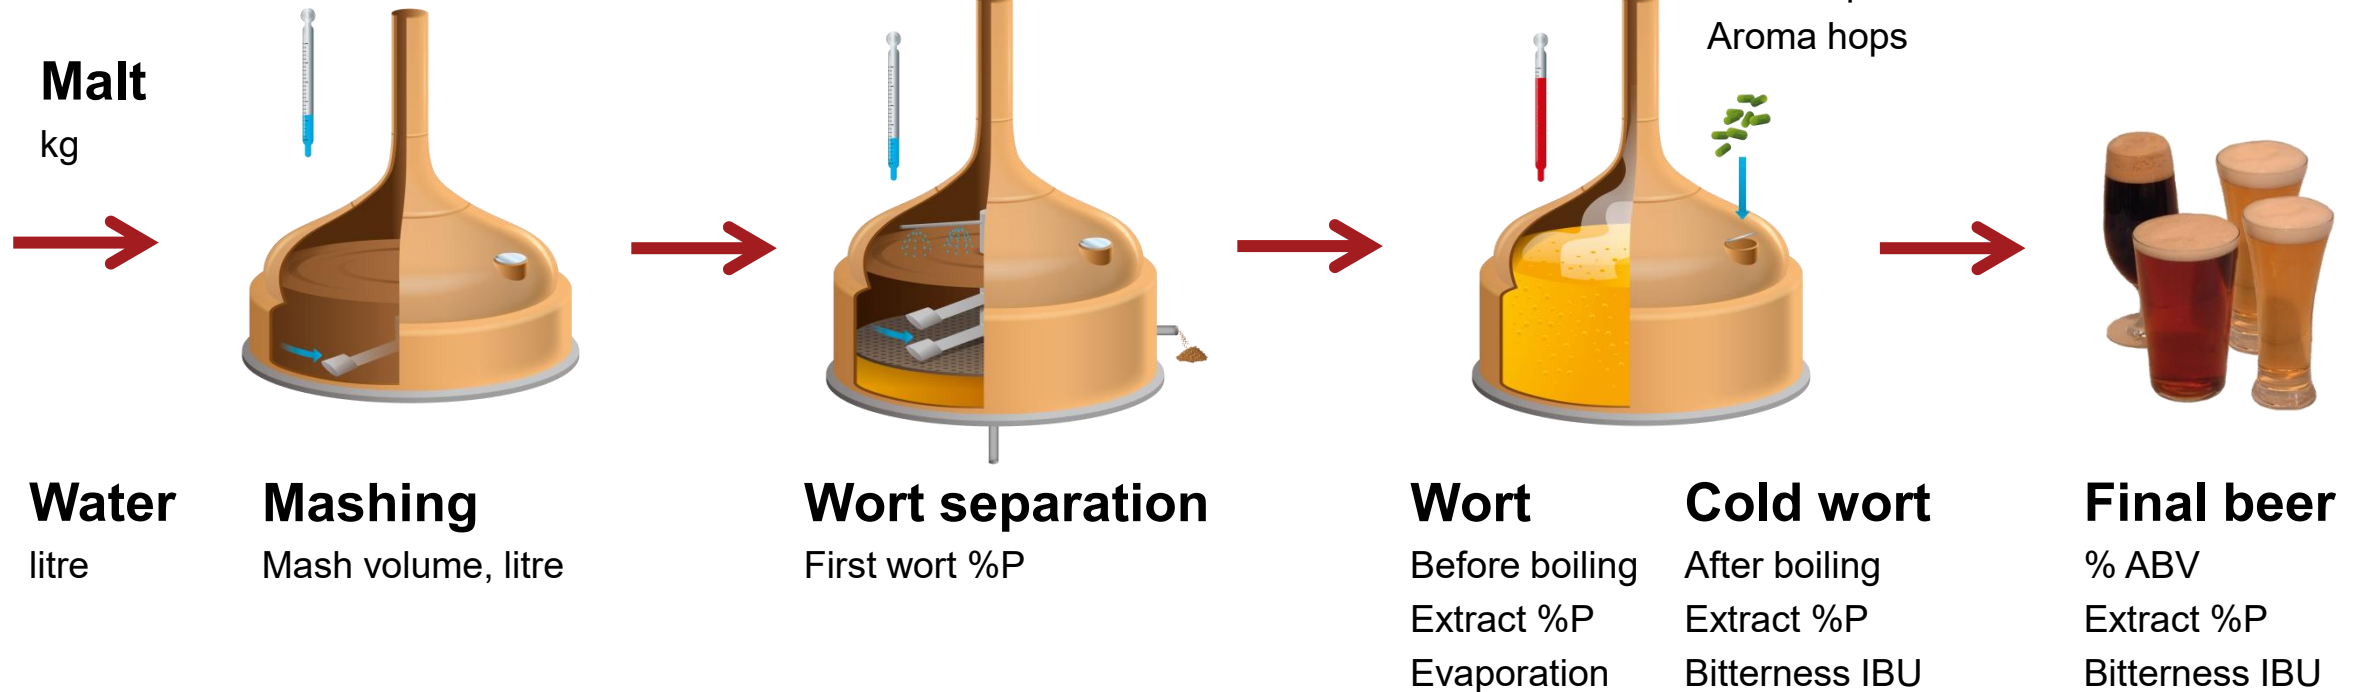 Aroma hops
Malt
kg
Water
litre
Mashing
Mash volume, litre
Wort separation
First wort %P
Wort
Before boiling
Extract %P
Evaporation
Cold wort
After boiling
Extract %P
Bitterness IBU
Final beer
% ABV
Extract %P
Bitterness IBU